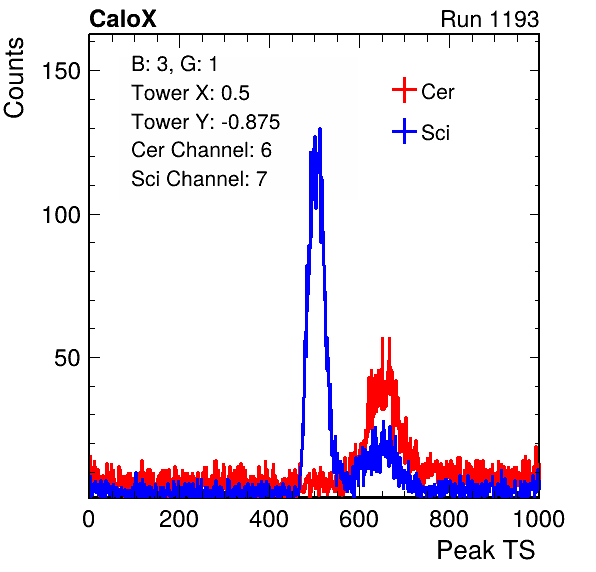 CaloX Run 1193
Counts
150
100
50
B: 3, G: 1
Tower X: 0.5
Tower Y: -0.875
Cer Channel: 6
Sci Channel: 7
Cer
Sci
0 200 400 600 800 1000
Peak TS